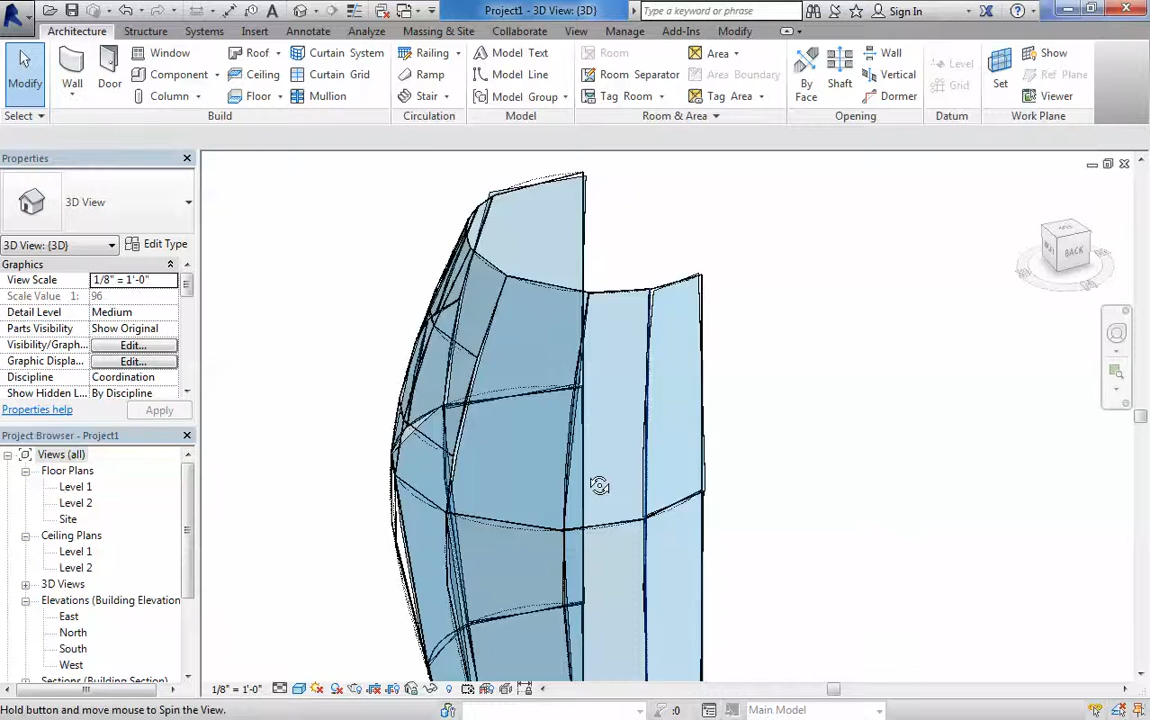 Project1 - 3D View: {3D}
Type a keyword or phrase
Sign In
Architecture Structure Systems Insert Annotate Analyze Massing & Site Collaborate View Manage Add-Ins Modify
Modify
Wall
Door
Window
Component
Column
Roof
Ceiling
Floor
Curtain System
Curtain Grid
Mullion
Railing
Ramp
Stair
Model Text
Model Line
Model Group
Room
Room Separator
Tag Room
Area
Area Boundary
Tag Area
By
Face
Shaft
Wall
Vertical
Dormer
Level
Grid
Set
Show
Ref Plane
Viewer
Select
Build
Circulation
Model
Room & Area
Opening
Datum
Work Plane
Properties
3D View
3D View: {3D}
Edit Type
Graphics
View Scale 1/8" = 1'-0"
Scale Value 1: 96
Detail Level Medium
Parts Visibility Show Original
Visibility/Graph... Edit...
Graphic Displa... Edit...
Discipline Coordination
Show Hidden L... By Discipline
Properties help
Apply
Project Browser - Project1
Views (all)
Floor Plans
Level 1
Level 2
Site
Ceiling Plans
Level 1
Level 2
3D Views
Elevations (Building Elevation
East
North
South
West
Sections (Building Section)
BACK
1/8" = 1'-0"
Hold button and move mouse to Spin the View.
:0
Main Model